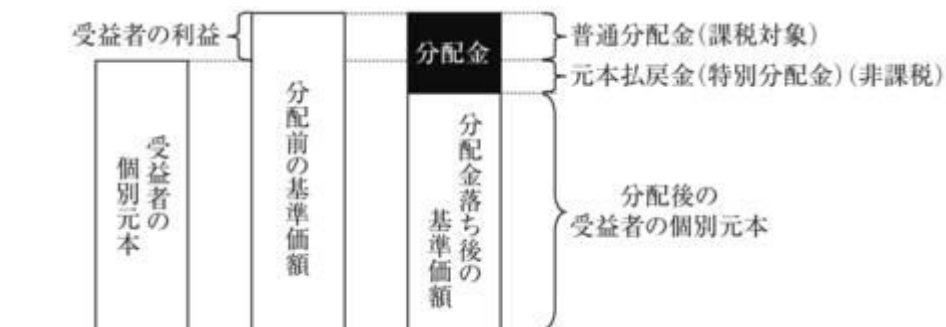 受益者の利益
受益者の
個別元本
分配前の基準価額
分配金
分配金落ち後の
基準価額
普通分配金(課税対象)
元本払戻金(特別分配金)(非課税)
分配後の
受益者の個別元本